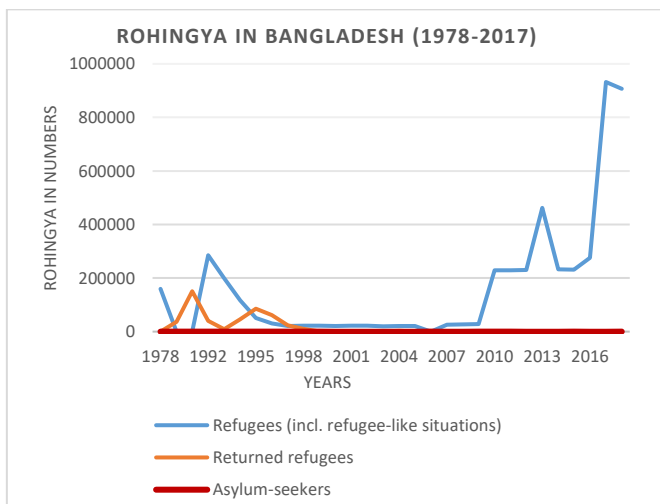 ROHINGYA IN BANGLADESH (1978-2017)
1000000
800000
600000
400000
200000
0
ROHINGYA IN NUMBERS
1978 1992 1995 1998 2001 2004 2007 2010 2013 2016
YEARS
Refugees (incl. refugee-like situations)
Returned refugees
Asylum-seekers